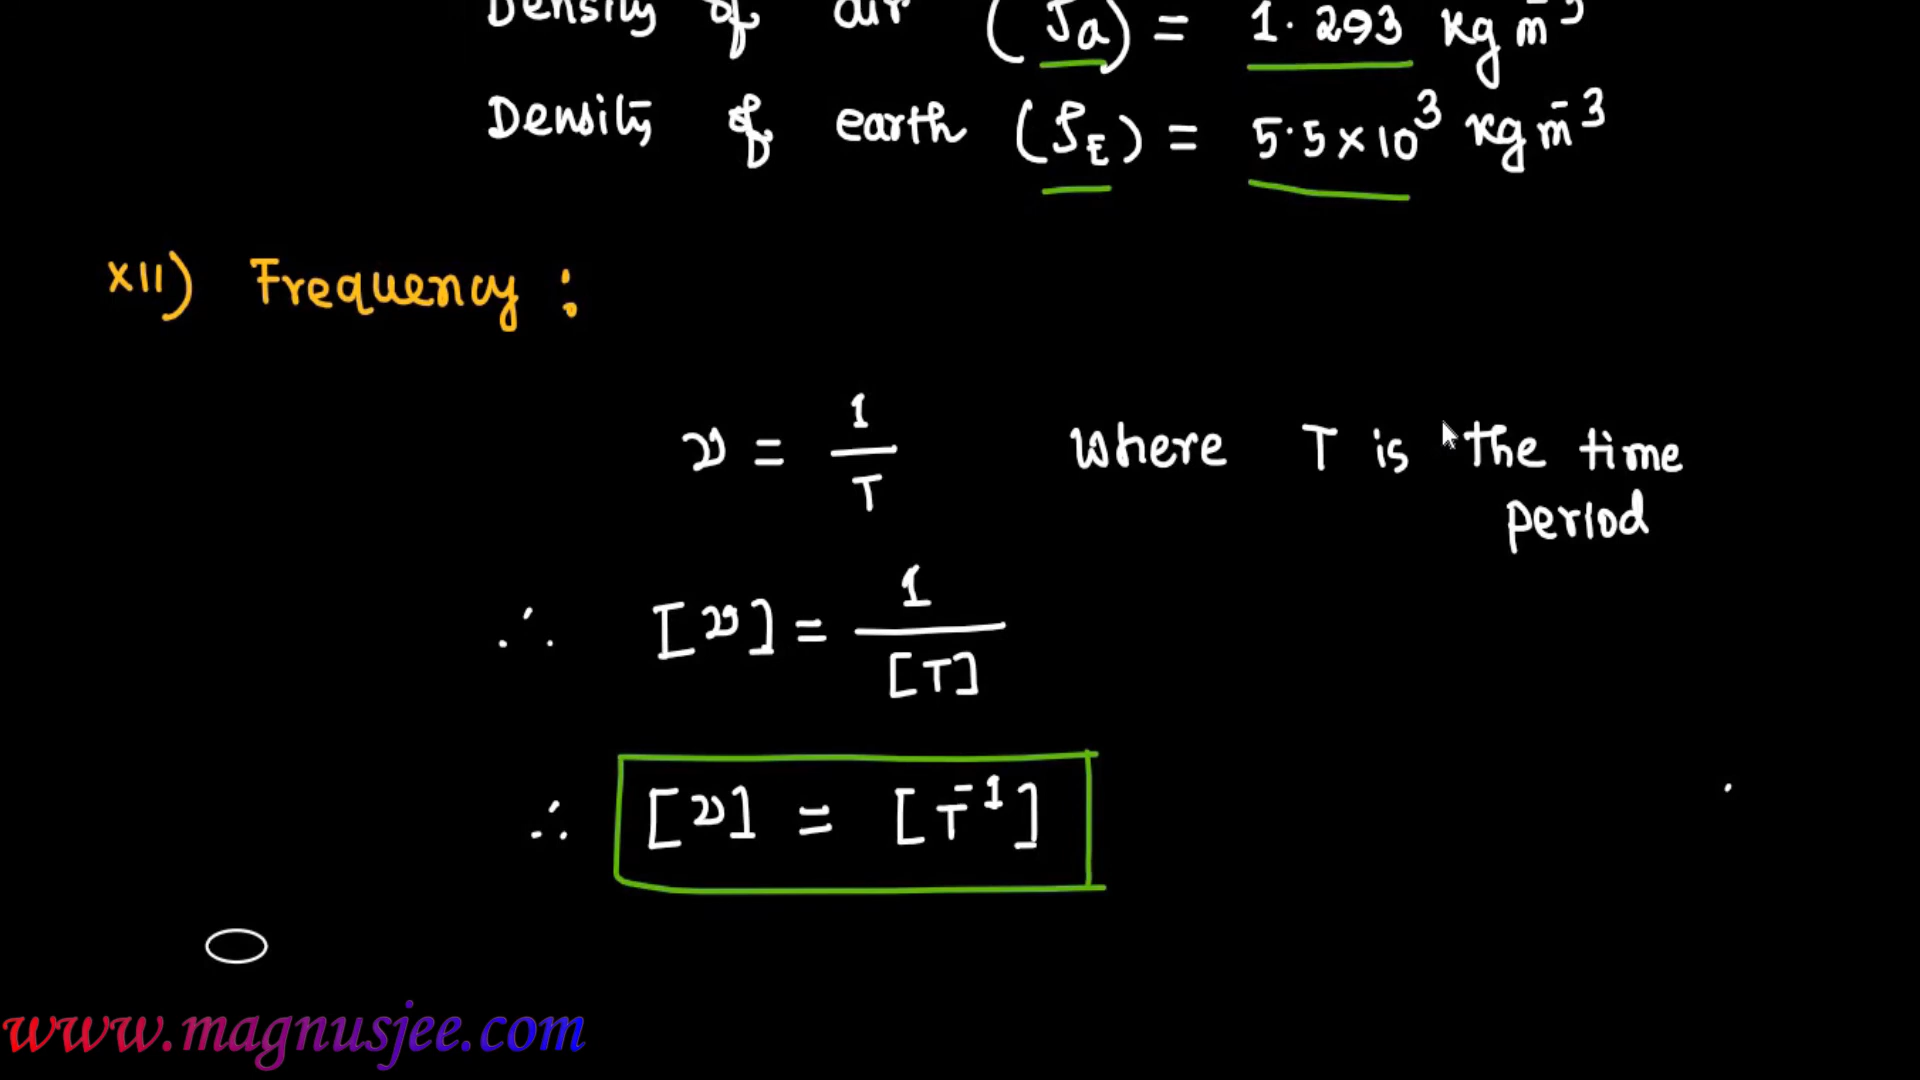 Density of air (ρa) = 1.293 kg m⁻³
Density of earth (ρE) = 5.5×10³ kg m⁻³
XII) Frequency :
ν = 1/T where T is the time
period
∴ [ν] = 1/[T]
∴ [ν] = [T⁻¹]
www.magnusjee.com